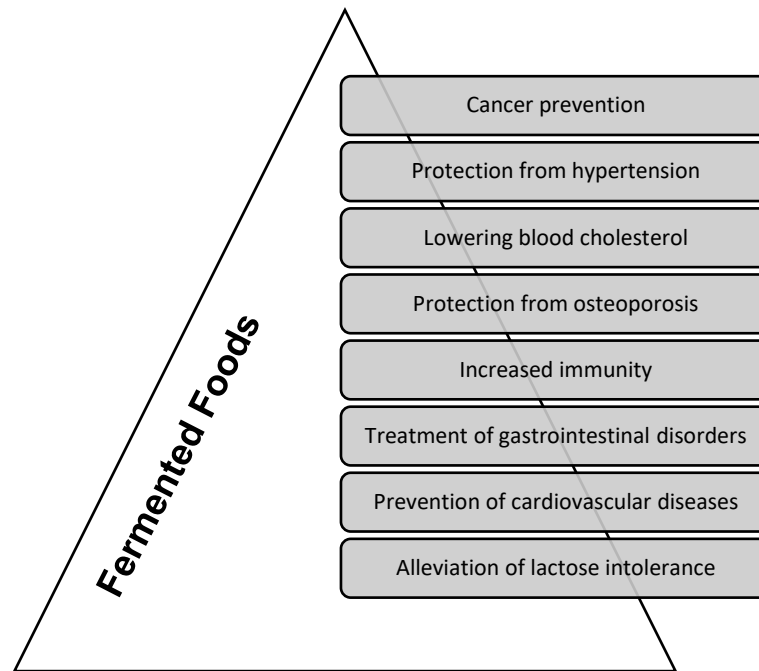 Cancer prevention
Protection from hypertension
Lowering blood cholesterol
Protection from osteoporosis
Increased immunity
Treatment of gastrointestinal disorders
Prevention of cardiovascular diseases
Alleviation of lactose intolerance
Fermented Foods